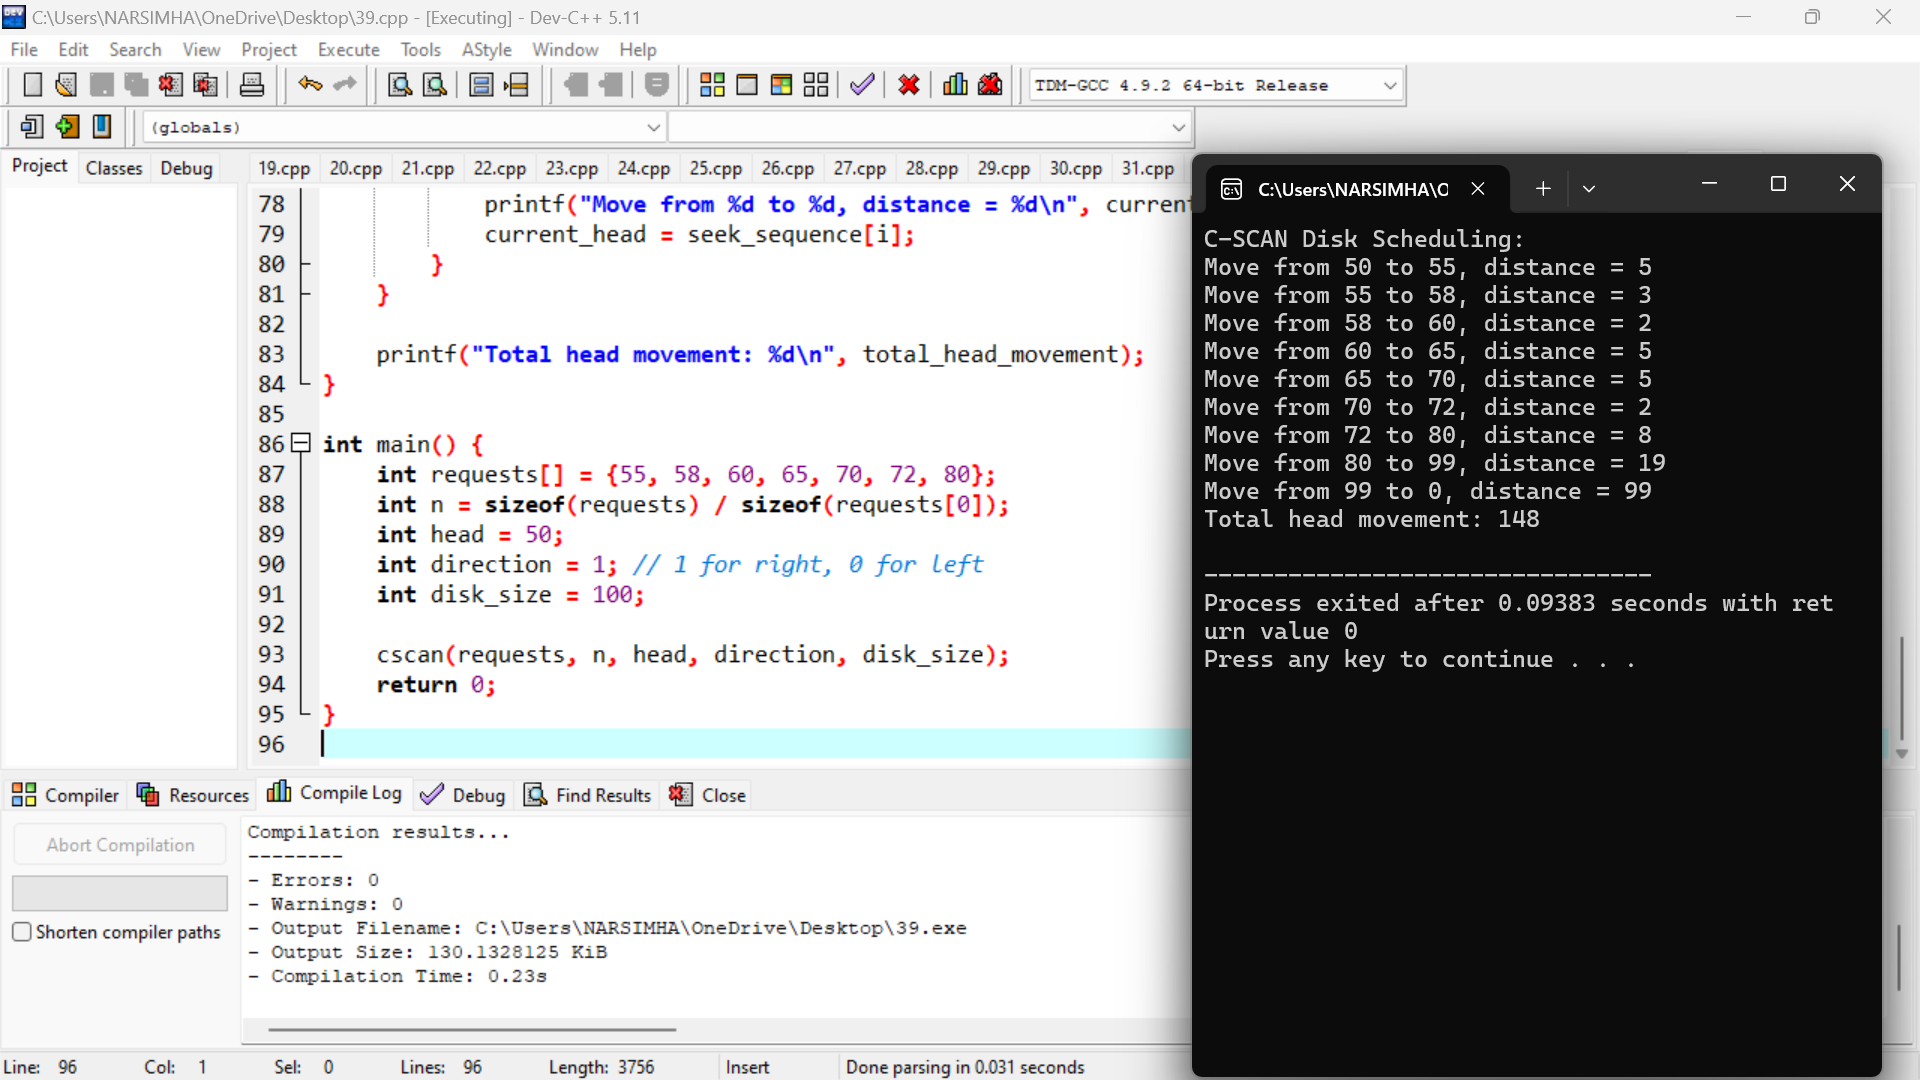 C:\Users\NARSIMHA\OneDrive\Desktop\39.cpp - [Executing] - Dev-C++ 5.11
File Edit Search View Project Execute Tools AStyle Window Help
TDM-GCC 4.9.2 64-bit Release
(globals)
Project Classes Debug
19.cpp 20.cpp 21.cpp 22.cpp 23.cpp 24.cpp 25.cpp 26.cpp 27.cpp 28.cpp 29.cpp 30.cpp 31.cpp
78 printf("Move from %d to %d, distance = %d\n", current
79 current_head = seek_sequence[i];
80 }
81 }
82
83 printf("Total head movement: %d\n", total_head_movement);
84 }
85
86 int main() {
87 int requests[] = {55, 58, 60, 65, 70, 72, 80};
88 int n = sizeof(requests) / sizeof(requests[0]);
89 int head = 50;
90 int direction = 1; // 1 for right, 0 for left
91 int disk_size = 100;
92
93 cscan(requests, n, head, direction, disk_size);
94 return 0;
95 }
96
C:\Users\NARSIMHA\O
C-SCAN Disk Scheduling:
Move from 50 to 55, distance = 5
Move from 55 to 58, distance = 3
Move from 58 to 60, distance = 2
Move from 60 to 65, distance = 5
Move from 65 to 70, distance = 5
Move from 70 to 72, distance = 2
Move from 72 to 80, distance = 8
Move from 80 to 99, distance = 19
Move from 99 to 0, distance = 99
Total head movement: 148
--------------------------------
Process exited after 0.09383 seconds with ret
urn value 0
Press any key to continue . . .
Compiler Resources Compile Log Debug Find Results Close
Abort Compilation
Shorten compiler paths
Compilation results...
--------
- Errors: 0
- Warnings: 0
- Output Filename: C:\Users\NARSIMHA\OneDrive\Desktop\39.exe
- Output Size: 130.1328125 KiB
- Compilation Time: 0.23s
Line: 96 Col: 1 Sel: 0 Lines: 96 Length: 3756 Insert Done parsing in 0.031 seconds